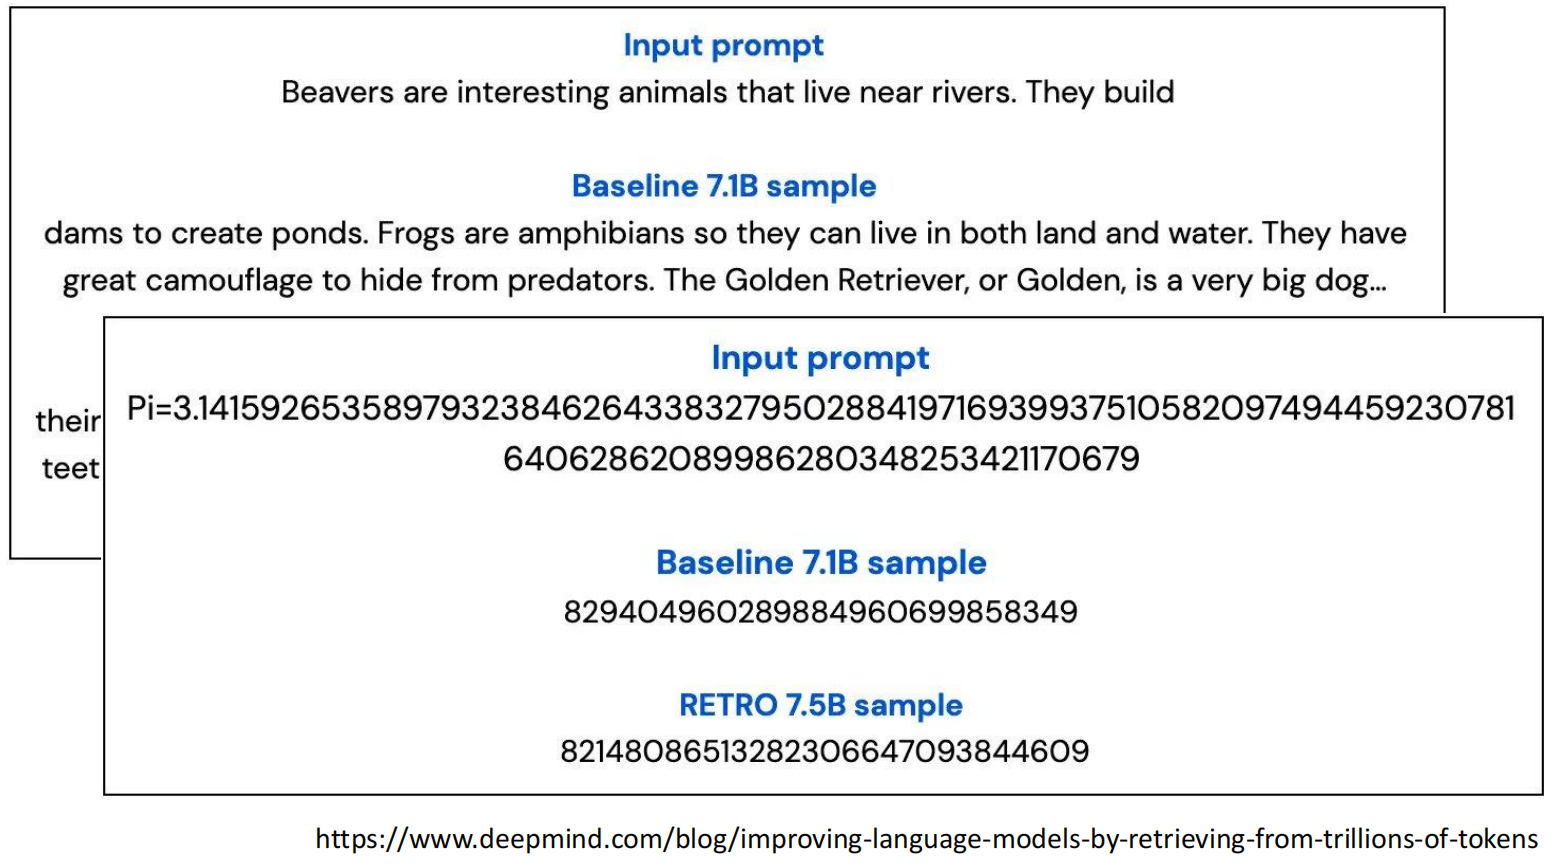 Input prompt
Beavers are interesting animals that live near rivers. They build
Baseline 7.1B sample
dams to create ponds. Frogs are amphibians so they can live in both land and water. They have
great camouflage to hide from predators. The Golden Retriever, or Golden, is a very big dog...
their
teet
Input prompt
Pi=3.14159265358979323846264338327950288419716939937510582097494459230781
6406286208998628034825342117067​9
Baseline 7.1B sample
829404960289884960699858349
RETRO 7.5B sample
82148086513282306647093844609
https://www.deepmind.com/blog/improving-language-models-by-retrieving-from-trillions-of-tokens